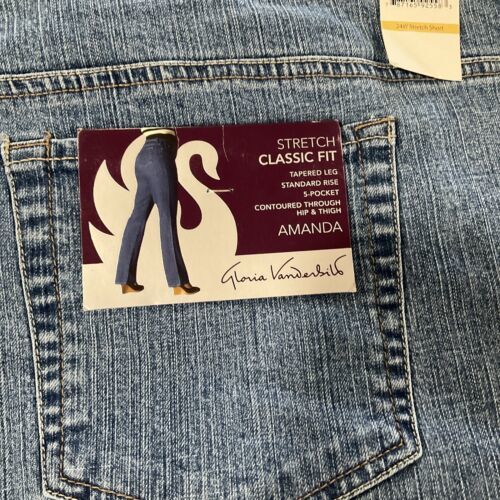 24W Stretch Short
STRETCH
CLASSIC FIT
TAPERED LEG
STANDARD RISE
5-POCKET
CONTOURED THROUGH
HIP & THIGH
AMANDA
Gloria Vanderbilt